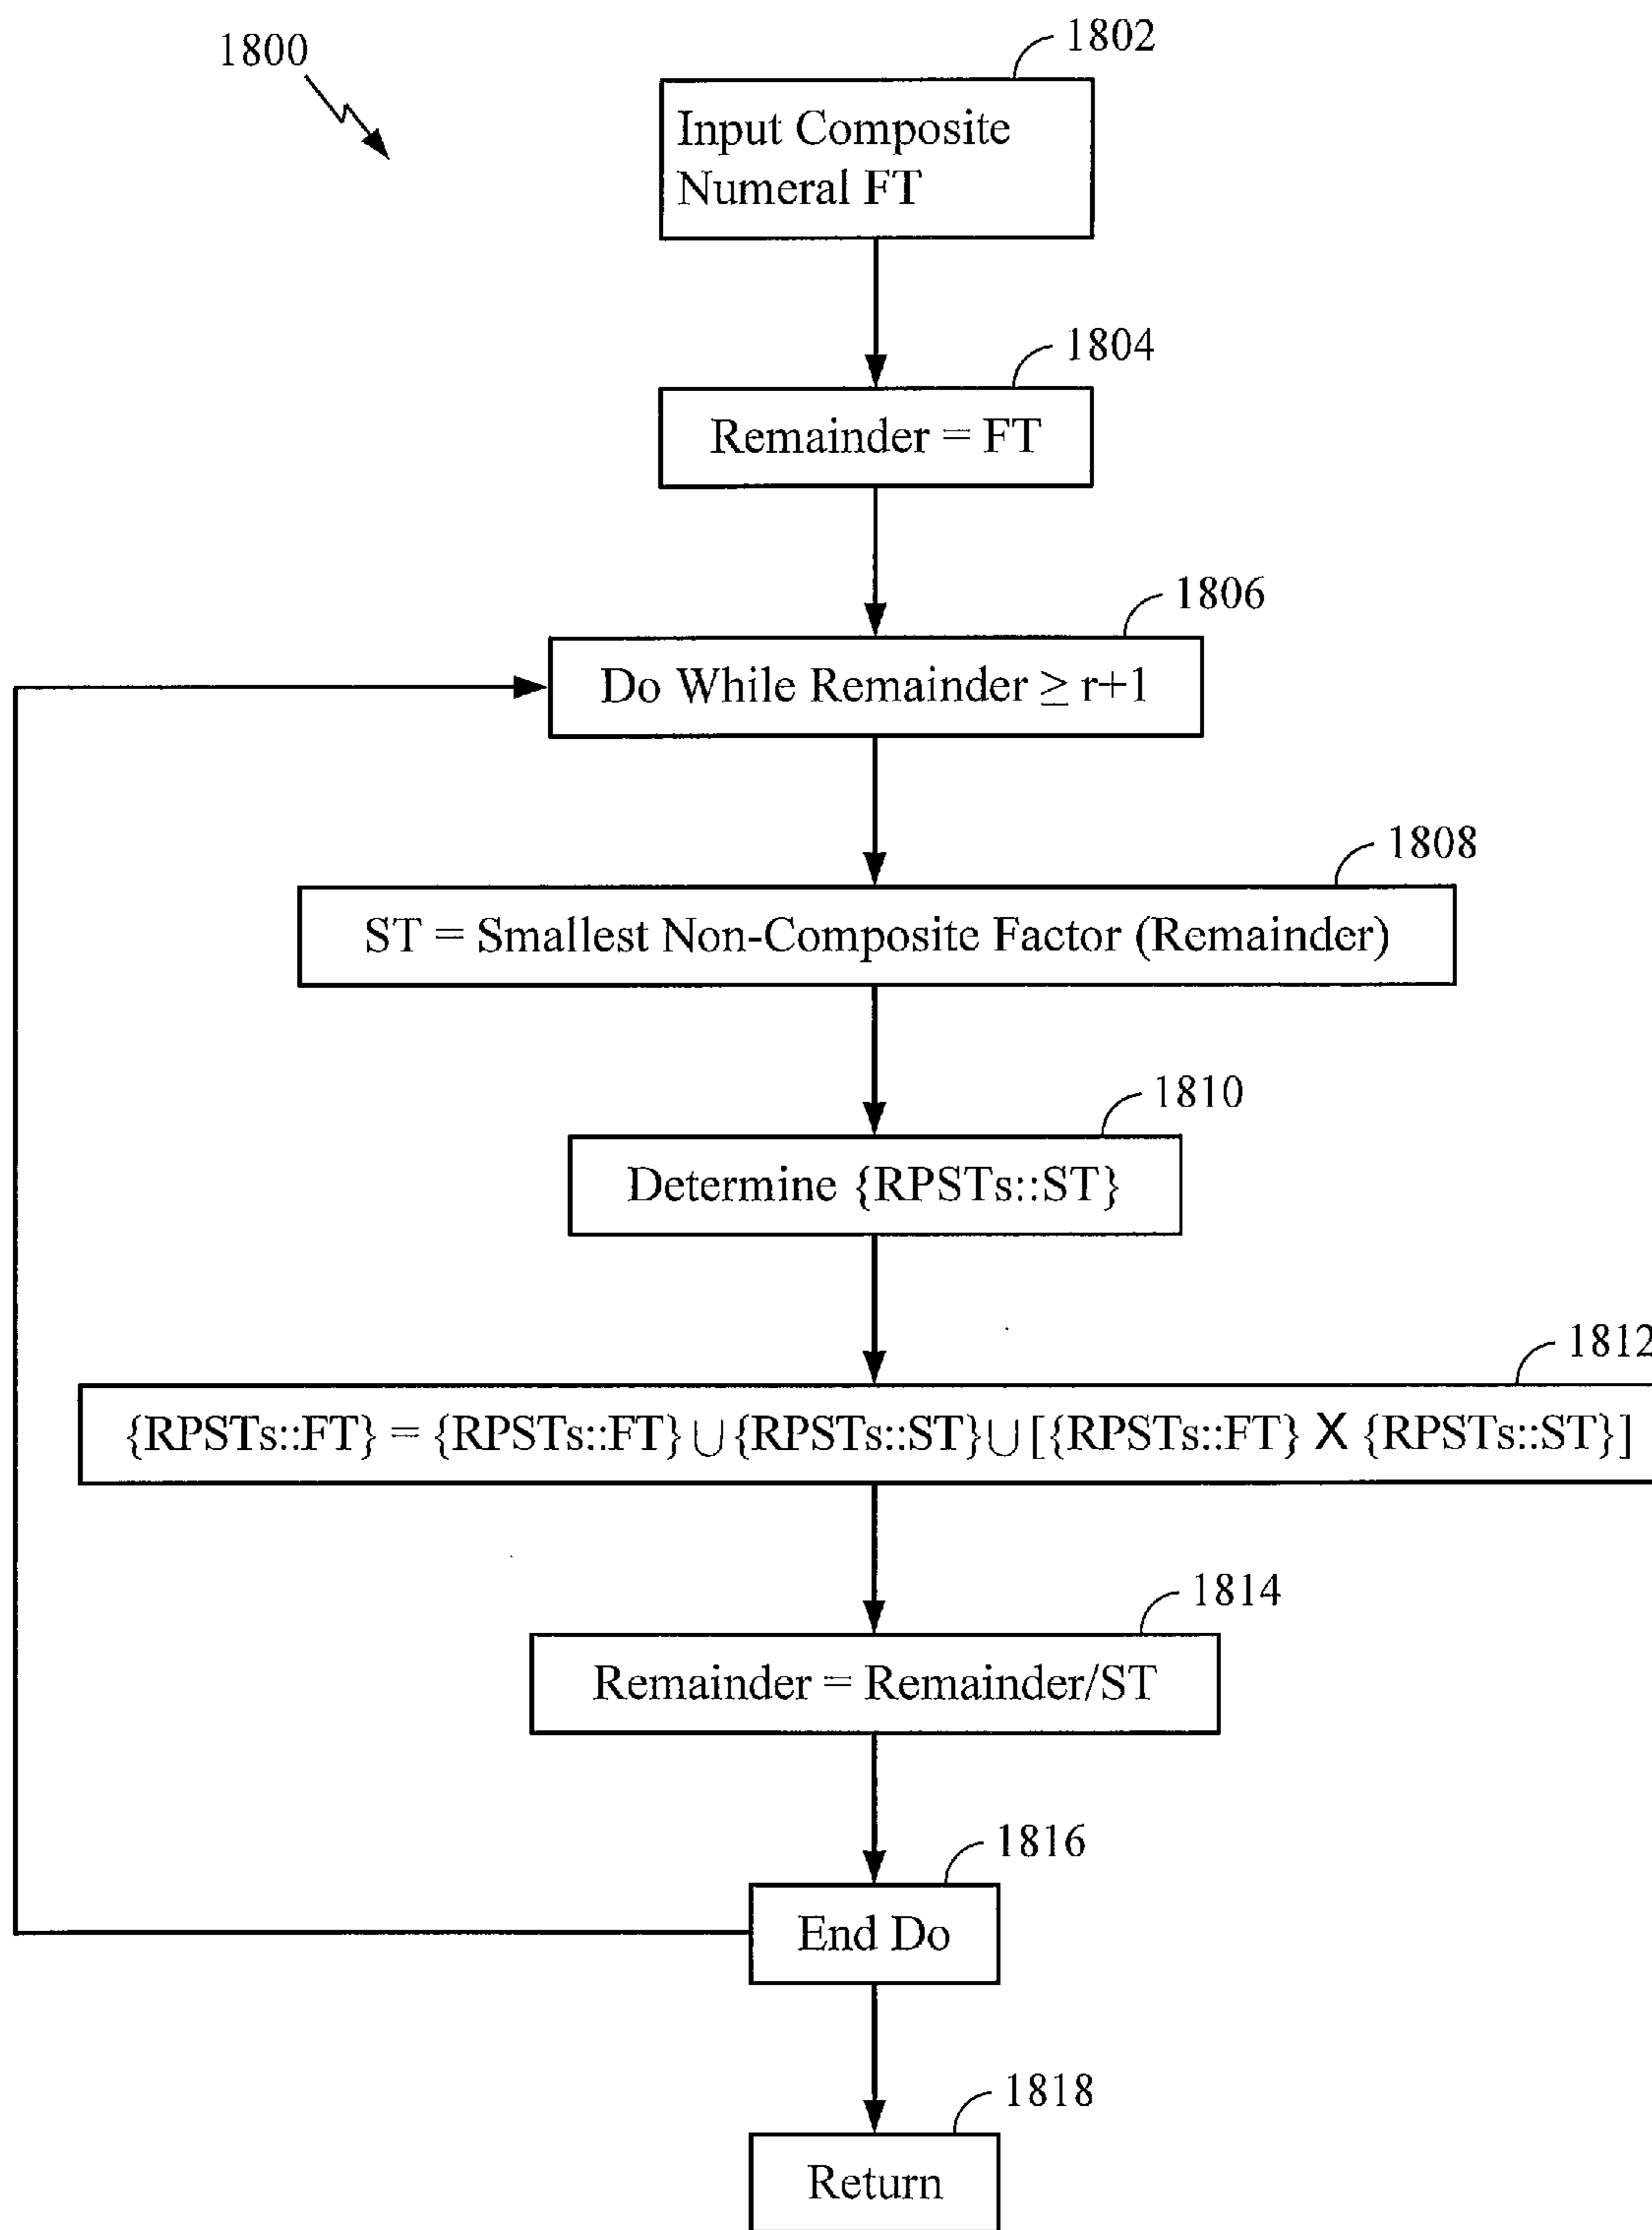 1800
1802
Input Composite
Numeral FT
1804
Remainder = FT
1806
Do While Remainder ≥ r+1
1808
ST = Smallest Non-Composite Factor (Remainder)
1810
Determine {RPSTs::ST}
1812
{RPSTs::FT} = {RPSTs::FT} ∪ {RPSTs::ST} ∪ [{RPSTs::FT} X {RPSTs::ST}]
1814
Remainder = Remainder/ST
1816
End Do
1818
Return